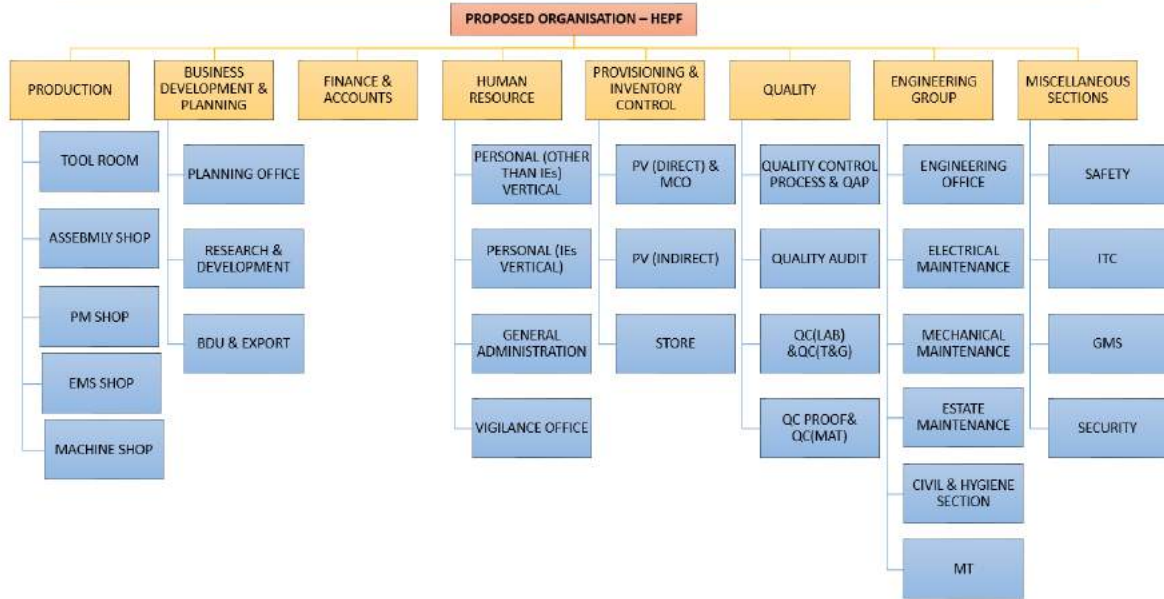 PROPOSED ORGANISATION – HEPF
PRODUCTION
BUSINESS
DEVELOPMENT &
PLANNING
FINANCE &
ACCOUNTS
HUMAN
RESOURCE
PROVISIONING &
INVENTORY
CONTROL
QUALITY
ENGINEERING
GROUP
MISCELLANEOUS
SECTIONS
TOOL ROOM
ASSEBMLY SHOP
PM SHOP
EMS SHOP
MACHINE SHOP
PLANNING OFFICE
RESEARCH &
DEVELOPMENT
BDU & EXPORT
PERSONAL (OTHER
THAN IEs)
VERTICAL
PERSONAL (IEs
VERTICAL)
GENERAL
ADMINISTRATION
VIGILANCE OFFICE
PV (DIRECT) &
MCO
PV (INDIRECT)
STORE
QUALITY CONTROL
PROCESS & QAP
QUALITY AUDIT
QC(LAB)
&QC(T&G)
QC PROOF&
QC(MAT)
ENGINEERING
OFFICE
ELECTRICAL
MAINTENANCE
MECHANICAL
MAINTENANCE
ESTATE
MAINTENANCE
CIVIL & HYGIENE
SECTION
MT
SAFETY
ITC
GMS
SECURITY